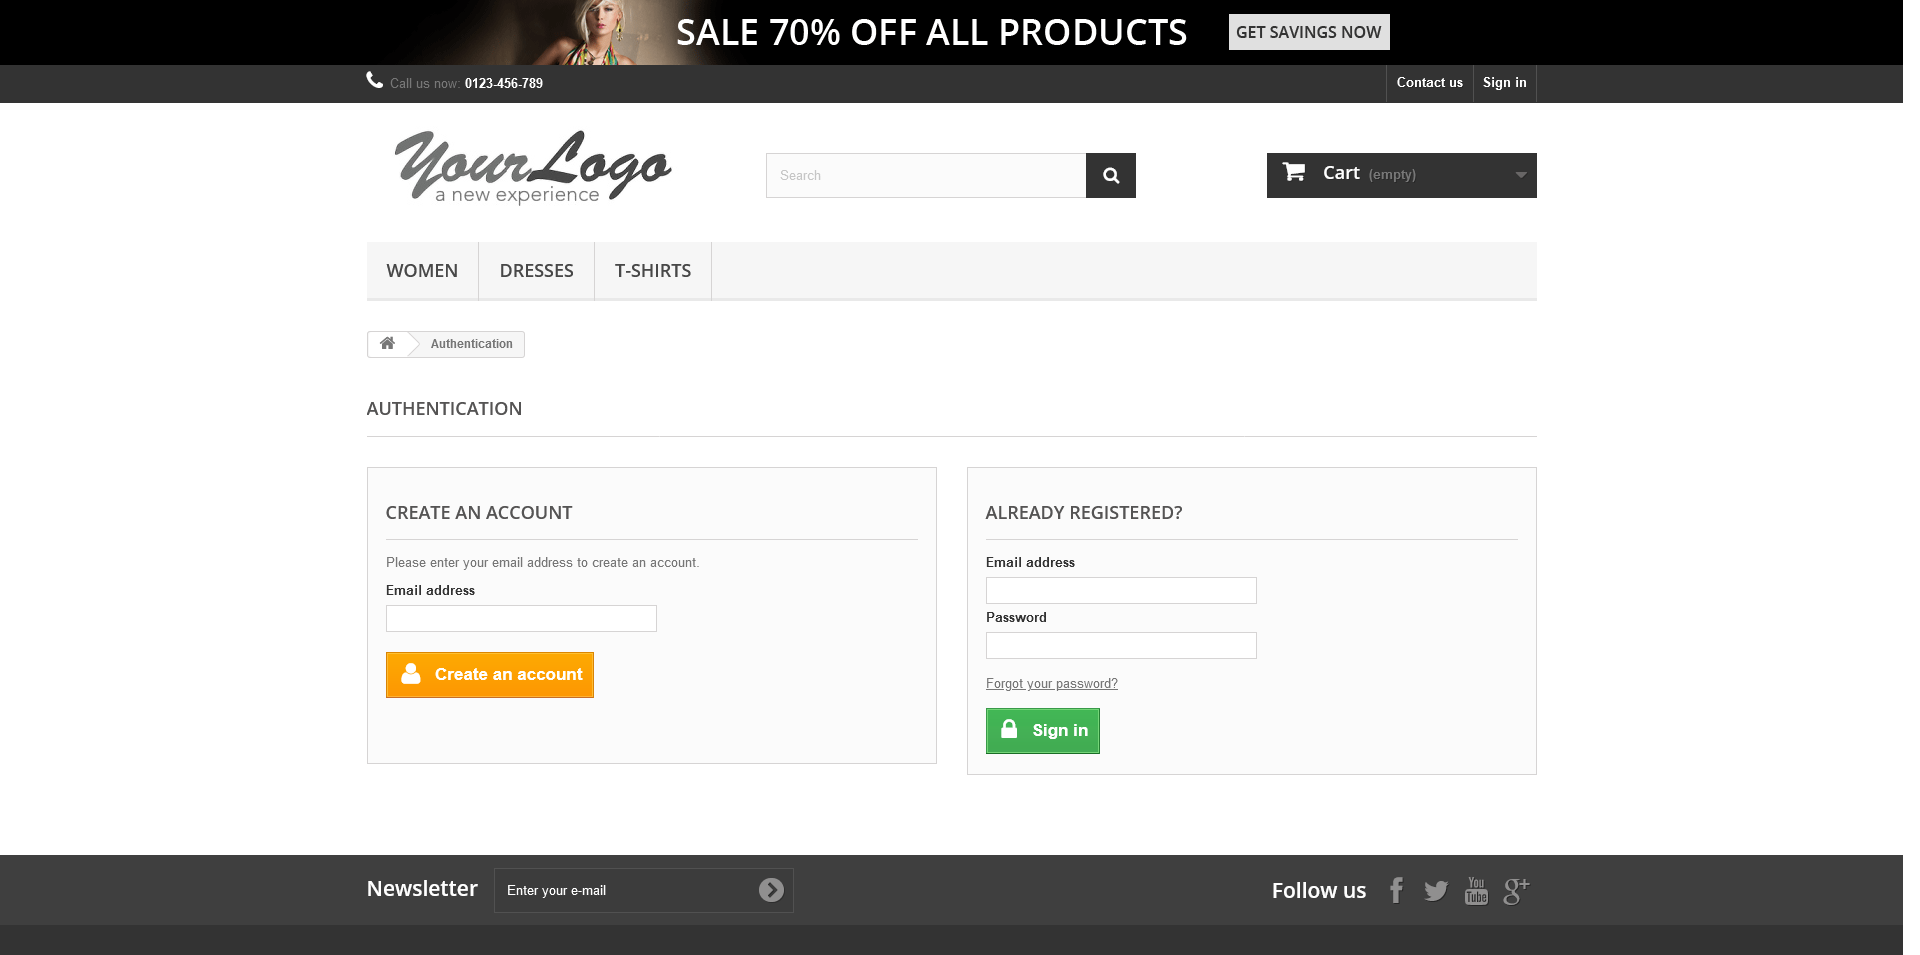 SALE 70% OFF ALL PRODUCTS GET SAVINGS NOW
Call us now: 0123-456-789 Contact us Sign in
YourLogo
a new experience
Search
Cart (empty)
WOMEN DRESSES T-SHIRTS
Authentication
AUTHENTICATION
CREATE AN ACCOUNT
Please enter your email address to create an account.
Email address
Create an account
ALREADY REGISTERED?
Email address
Password
Forgot your password?
Sign in
Newsletter Enter your e-mail Follow us f You Tube g+